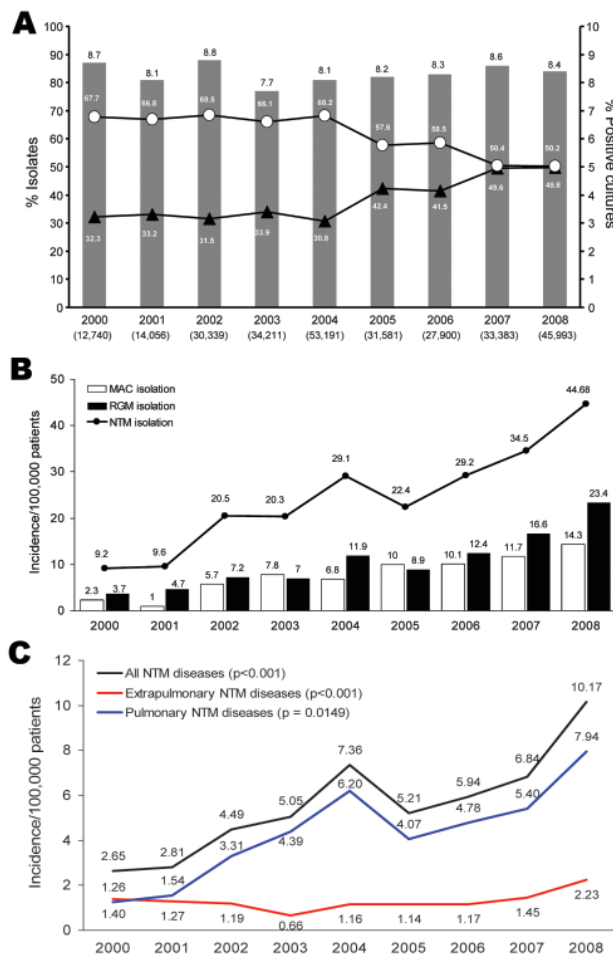 A
100 10
90 9
80 8
70 7
60 6
50 5
40 4
30 3
20 2
10 1
0 0
% Isolates
% Positive cultures
8.7 8.1 8.8 7.7 8.1 8.2 8.3 8.6 8.4
67.7 66.8 68.5 66.1 68.2 57.6 58.5 50.4 50.2
32.3 33.2 31.5 33.9 30.8 42.4 41.5 49.6 49.8
2000 2001 2002 2003 2004 2005 2006 2007 2008
(12,740) (14,056) (30,339) (34,211) (53,191) (31,581) (27,900) (33,383) (45,993)
B
Incidence/100,000 patients
50
40
30
20
10
0
MAC isolation
RGM isolation
NTM isolation
9.2 9.6 20.5 20.3 29.1 22.4 29.2 34.5 44.68
2.3 3.7 1 4.7 5.7 7.2 7.8 7 6.8 11.9 10 8.9 10.1 12.4 11.7 16.6 14.3 23.4
2000 2001 2002 2003 2004 2005 2006 2007 2008
C
Incidence/100,000 patients
12
10
8
6
4
2
0
All NTM diseases (p<0.001)
Extrapulmonary NTM diseases (p<0.001)
Pulmonary NTM diseases (p = 0.0149)
2.65 2.81 4.49 5.05 7.36 5.21 5.94 6.84 10.17
1.26 1.54 3.31 4.39 6.20 4.07 4.78 5.40 7.94
1.40 1.27 1.19 0.66 1.16 1.14 1.17 1.45 2.23
2000 2001 2002 2003 2004 2005 2006 2007 2008